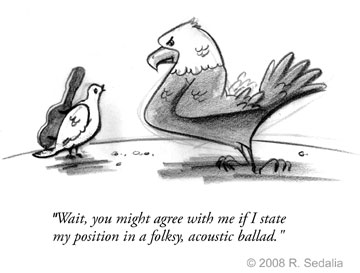 "Wait, you might agree with me if I state
my position in a folksy, acoustic ballad."
© 2008 R. Sedalia